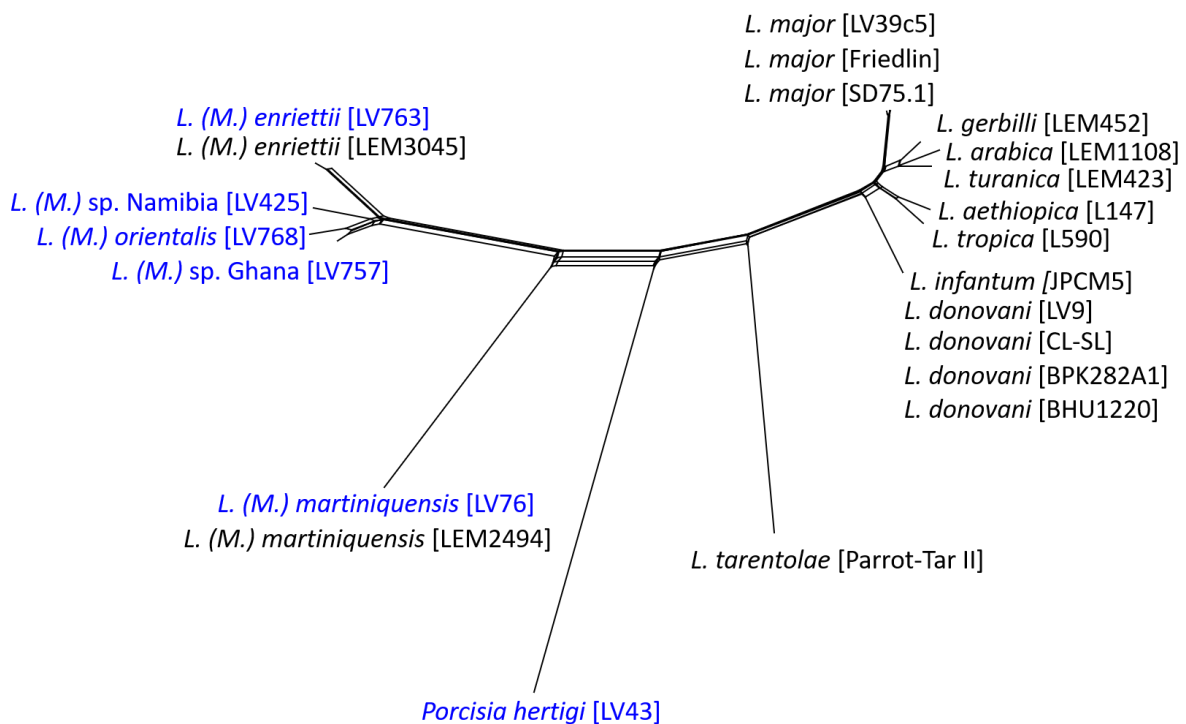 L. major [LV39c5]
L. major [Friedlin]
L. major [SD75.1]
L. (M.) enriettii [LV763]
L. (M.) enriettii [LEM3045]
L. (M.) sp. Namibia [LV425]
L. (M.) orientalis [LV768]
L. (M.) sp. Ghana [LV757]
L. gerbilli [LEM452]
L. arabica [LEM1108]
L. turanica [LEM423]
L. aethiopica [L147]
L. tropica [L590]
L. infantum [JPCM5]
L. donovani [LV9]
L. donovani [CL-SL]
L. donovani [BPK282A1]
L. donovani [BHU1220]
L. (M.) martiniquensis [LV76]
L. (M.) martiniquensis [LEM2494]
L. tarentolae [Parrot-Tar II]
Porcisia hertigi [LV43]